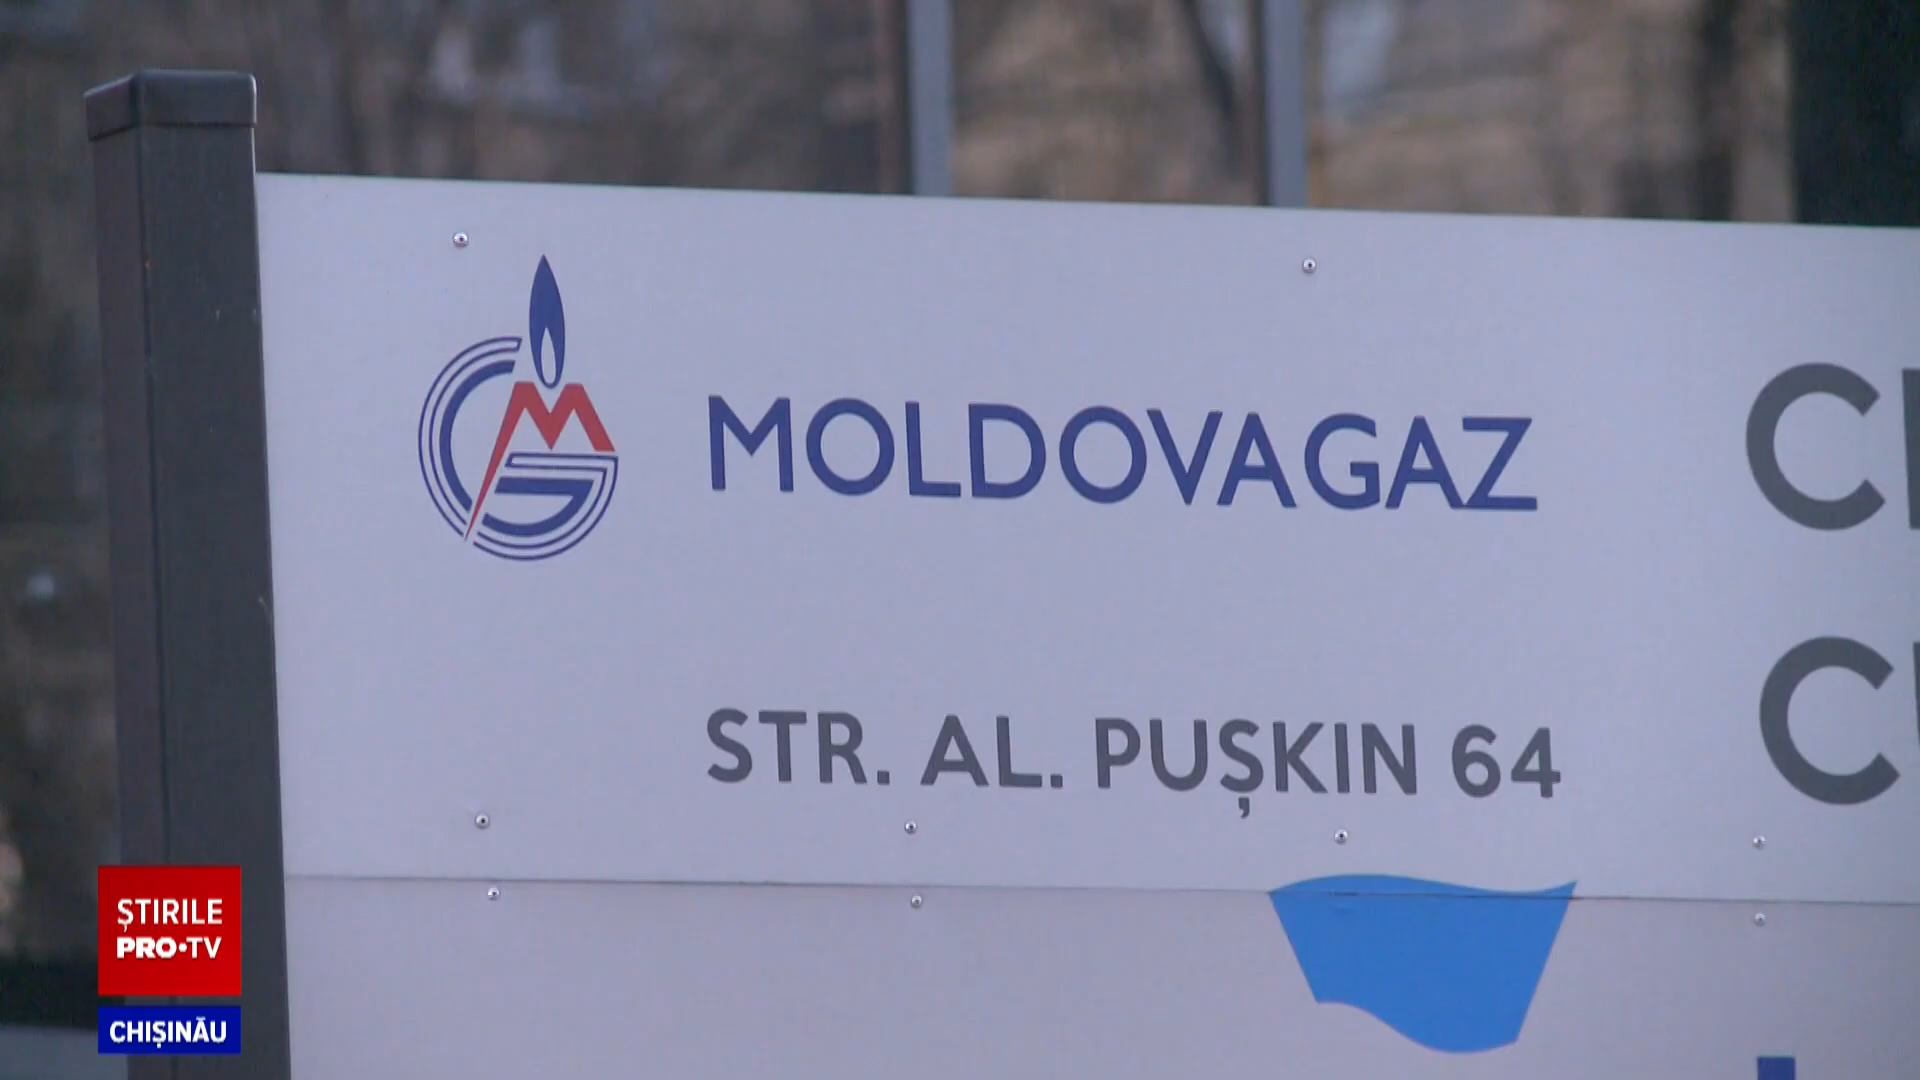 MOLDOVAGAZ
STR. AL. PUȘKIN 64
ȘTIRILE
PRO•TV
CHIȘINĂU